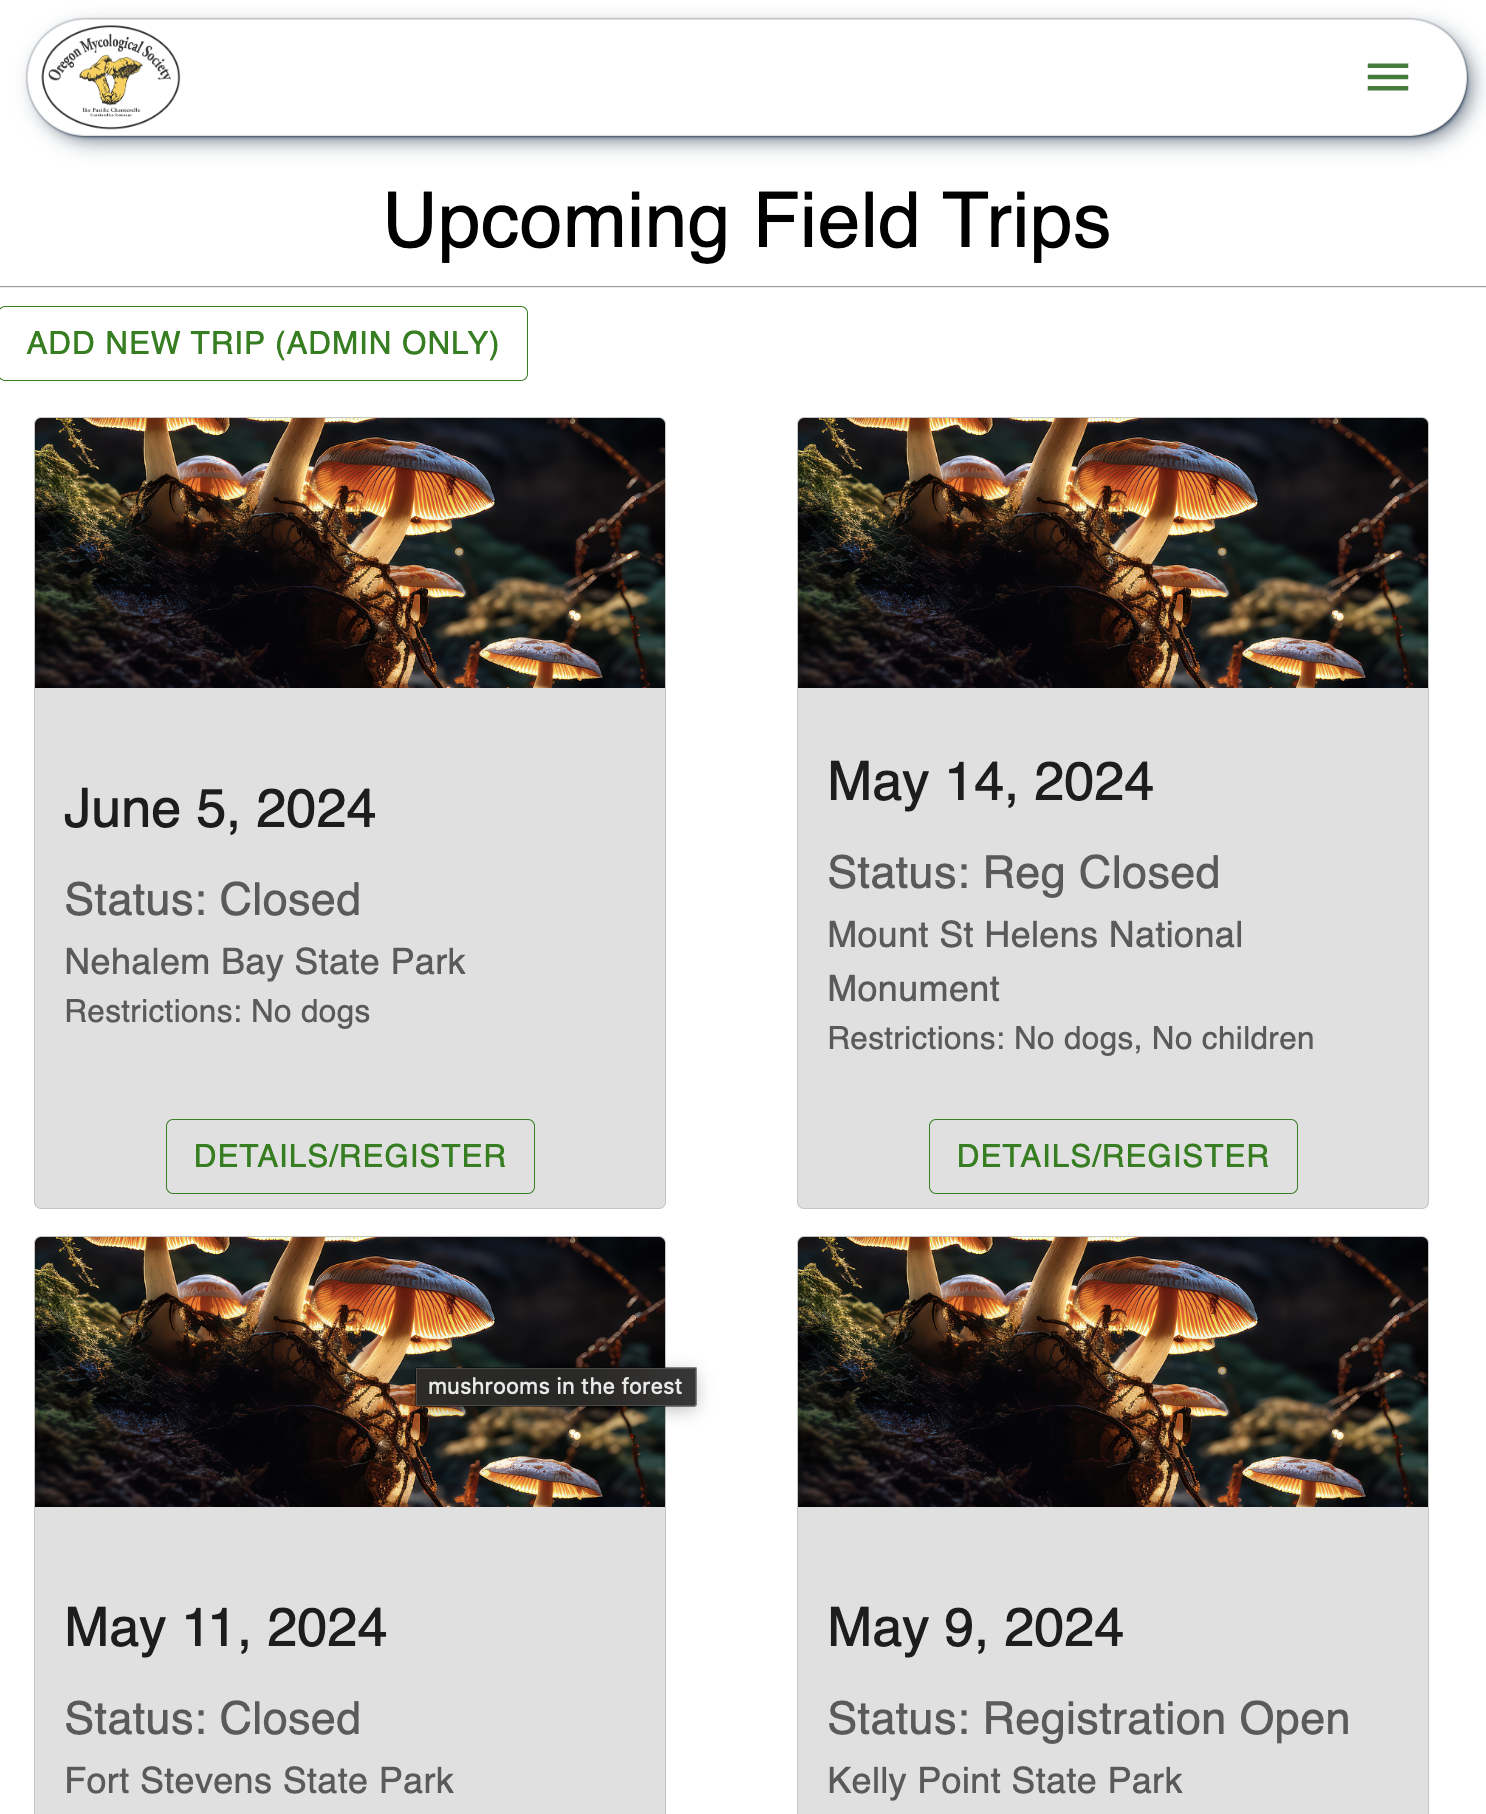 Oregon Mycological Society
The Pacific Chanterelle
Upcoming Field Trips
ADD NEW TRIP (ADMIN ONLY)
June 5, 2024
Status: Closed
Nehalem Bay State Park
Restrictions: No dogs
DETAILS/REGISTER
May 14, 2024
Status: Reg Closed
Mount St Helens National
Monument
Restrictions: No dogs, No children
DETAILS/REGISTER
mushrooms in the forest
May 11, 2024
Status: Closed
Fort Stevens State Park
May 9, 2024
Status: Registration Open
Kelly Point State Park